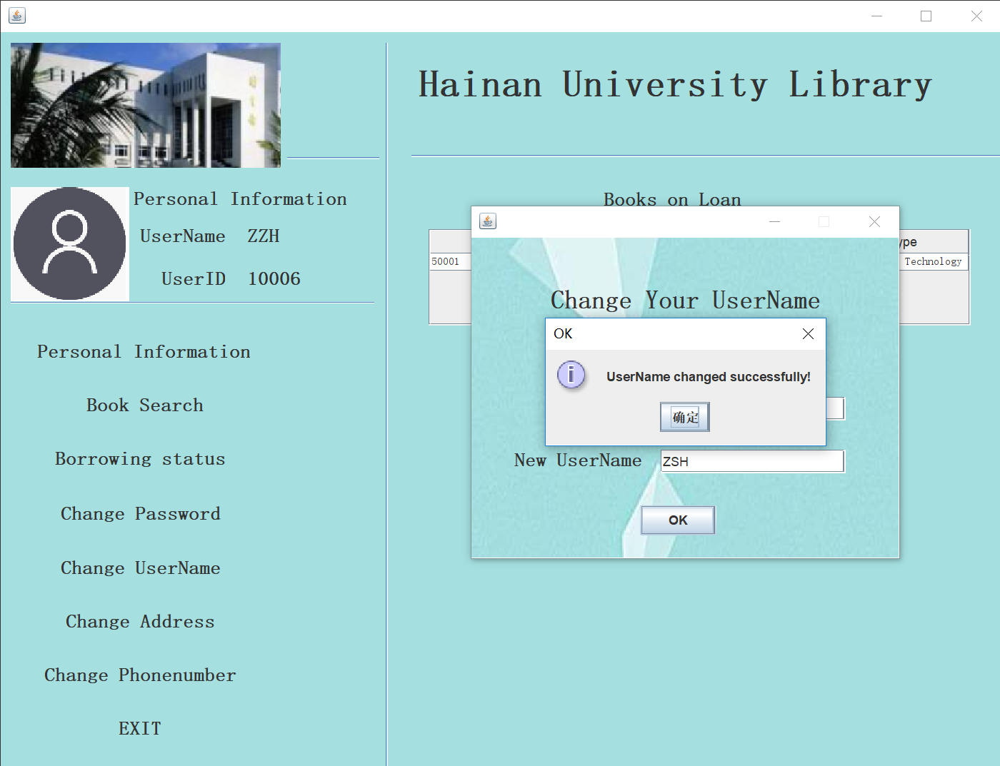 Hainan University Library
Personal Information
UserName ZZH
UserID 10006
Personal Information
Book Search
Borrowing status
Change Password
Change UserName
Change Address
Change Phonenumber
EXIT
Books on Loan
ype
50001
Technology
Change Your UserName
OK
UserName changed successfully!
确定
New UserName ZSH
OK